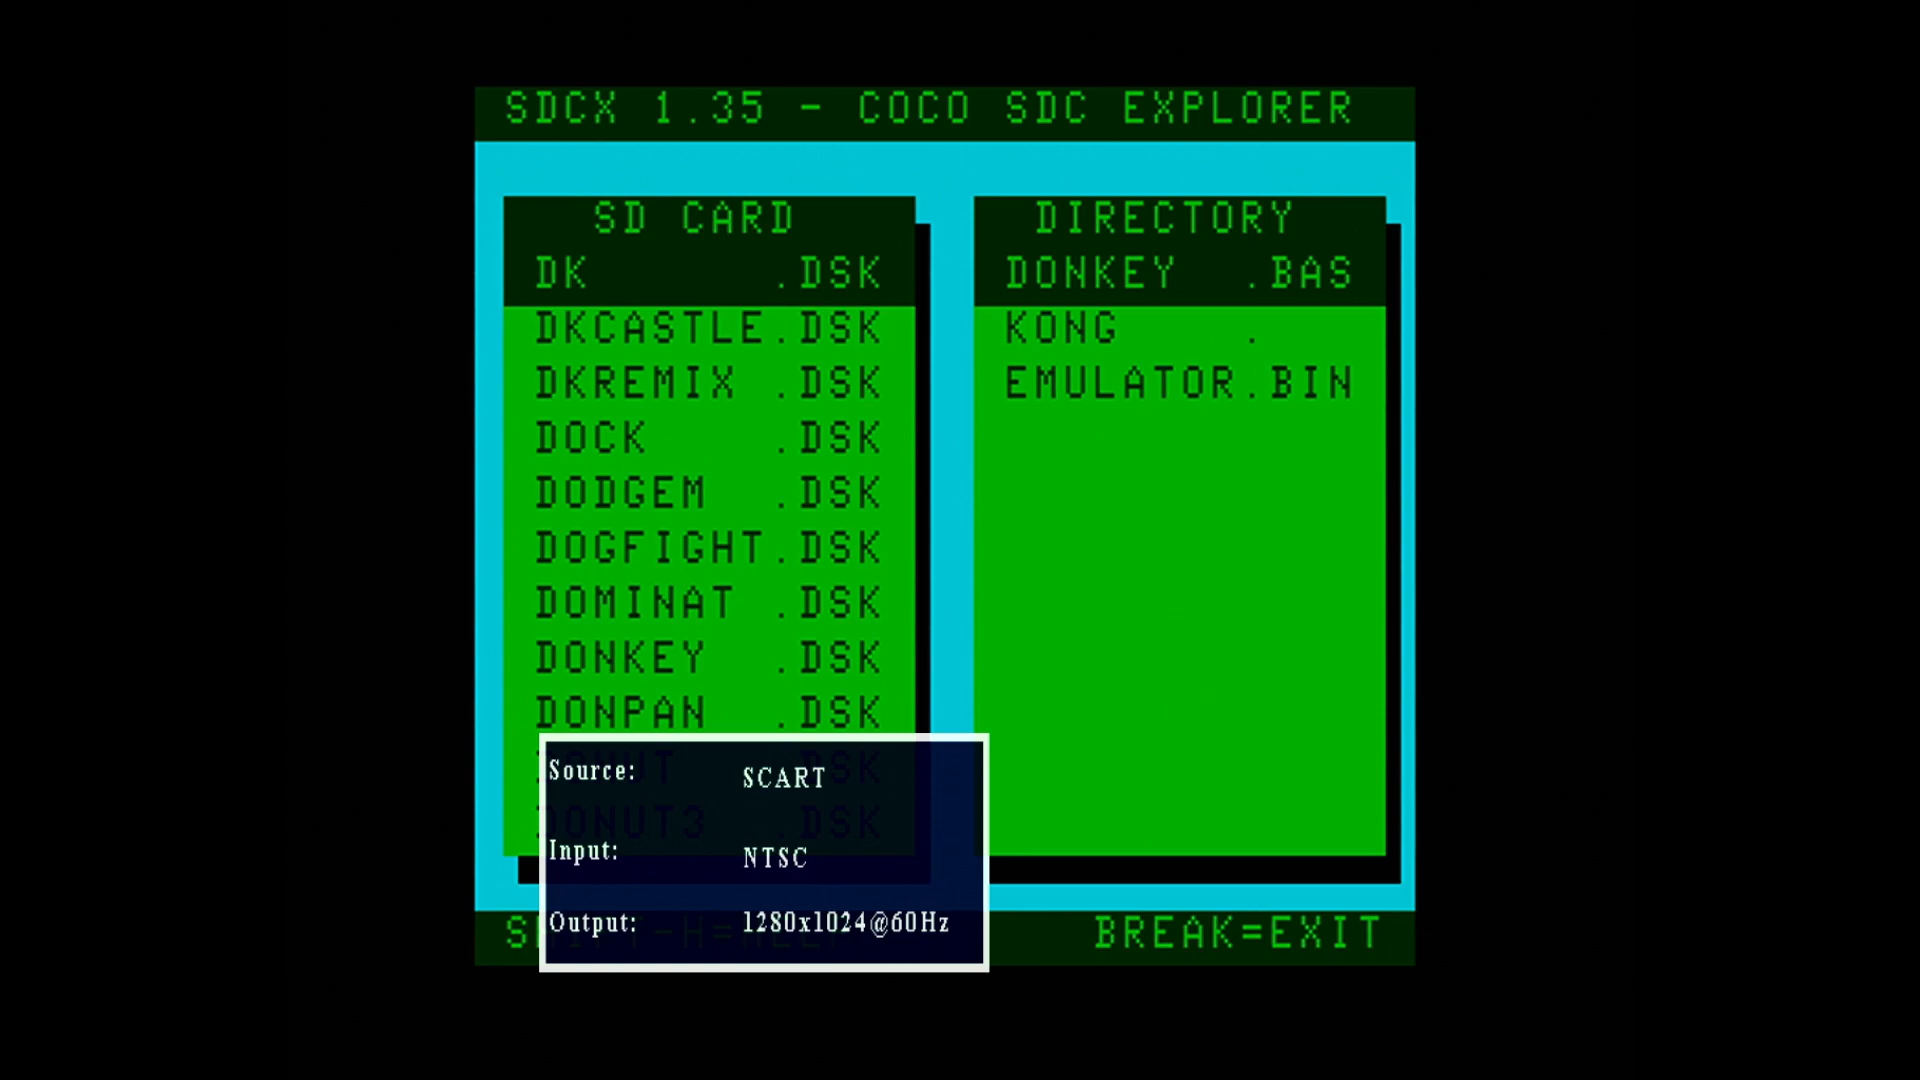 SDCX 1.35 - COCO SDC EXPLORER
SD CARD
DK .DSK
DKCASTLE.DSK
DKREMIX .DSK
DOCK .DSK
DODGEM .DSK
DOGFIGHT.DSK
DOMINAT .DSK
DONKEY .DSK
DONPAN .DSK
DONUT3 .DSK
DIRECTORY
DONKEY .BAS
KONG .
EMULATOR.BIN
Source: SCART
Input: NTSC
Output: 1280x1024@60Hz
BREAK=EXIT